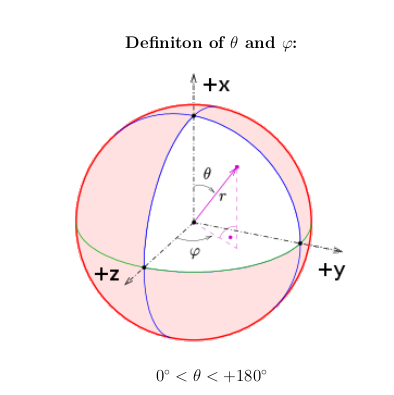 Definiton of θ and φ:
+x
θ
r
+z
φ
+y
0° < θ < +180°